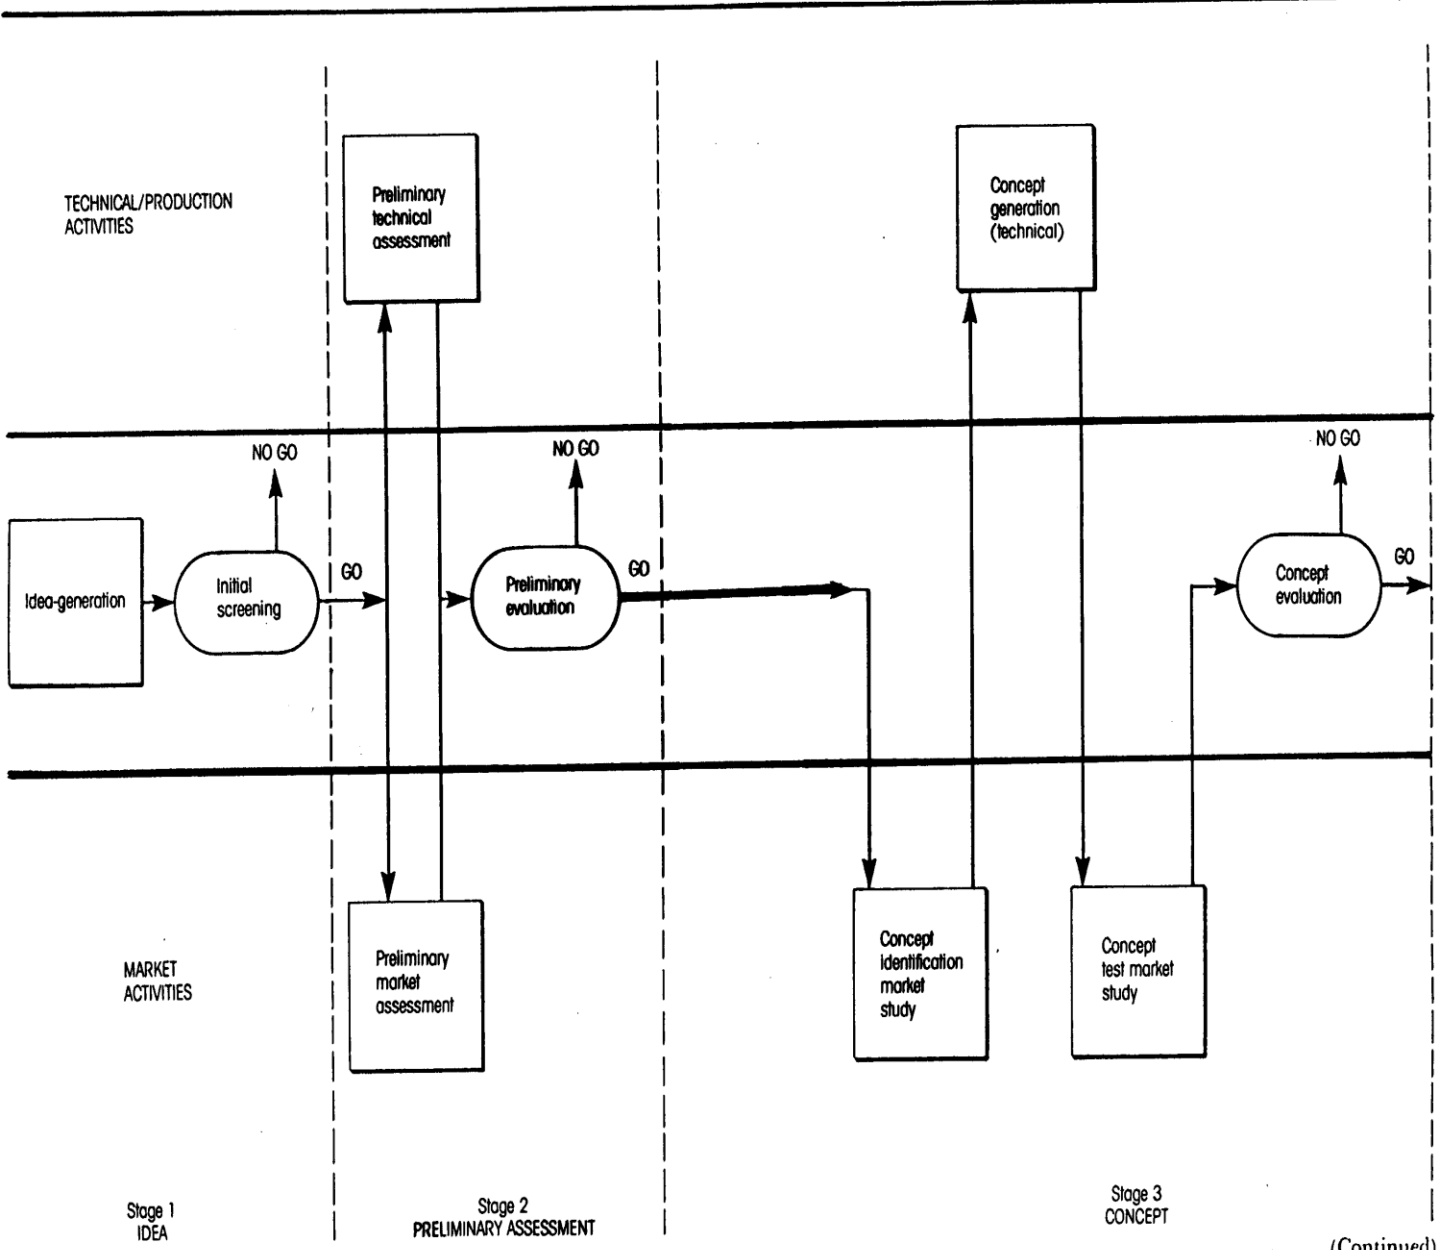 TECHNICAL/PRODUCTION
ACTIVITIES
Preliminary
technical
assessment
Concept
generation
(technical)
NO GO
NO GO
NO GO
Idea-generation
Initial
screening
GO
Preliminary
evaluation
GO
Concept
evaluation
GO
MARKET
ACTIVITIES
Preliminary
market
assessment
Concept
identification
market
study
Concept
test market
study
Stage 1
IDEA
Stage 2
PRELIMINARY ASSESSMENT
Stage 3
CONCEPT
(Continued)